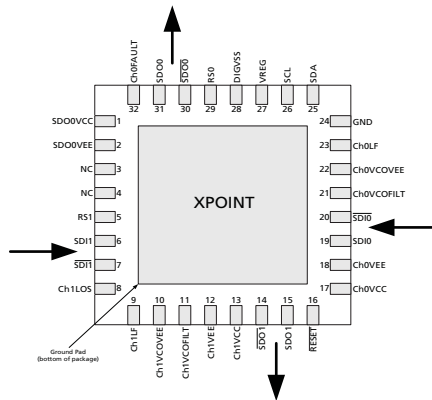 Ch0FAULT
SDO0
SDO0
RS0
DIGVSS
VREG
SCL
SDA
32 31 30 29 28 27 26 25
SDO0VCC 1
SDO0VEE 2
NC 3
NC 4
RS1 5
SDI1 6
SDI1 7
Ch1LOS 8
XPOINT
24 GND
23 Ch0LF
22 Ch0VCOVEE
21 Ch0VCOFILT
20 SDI0
19 SDI0
18 Ch0VEE
17 Ch0VCC
9 10 11 12 13 14 15 16
Ch1LF
Ch1VCOVEE
Ch1VCOFILT
Ch1VEE
Ch1VCC
SDO1
SDO1
RESET
Ground Pad
(bottom of package)